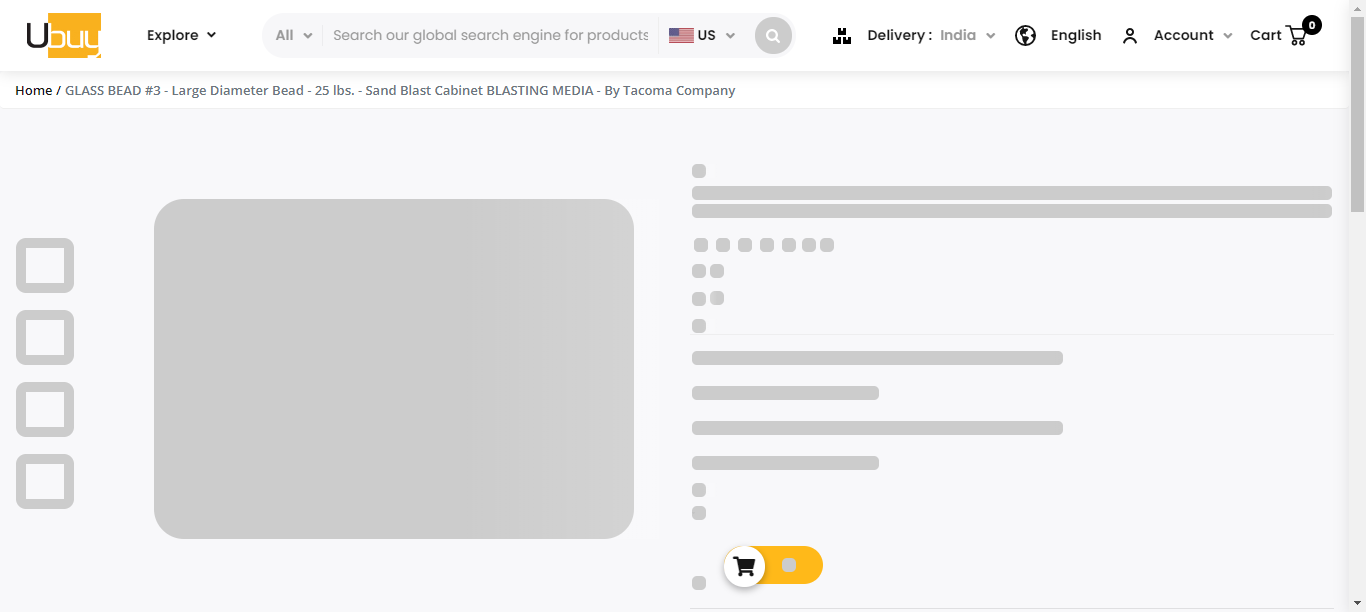 Ubuy
Explore
All
Search our global search engine for products
US
Delivery : India
English
Account
Cart
0
Home / GLASS BEAD #3 - Large Diameter Bead - 25 lbs. - Sand Blast Cabinet BLASTING MEDIA - By Tacoma Company